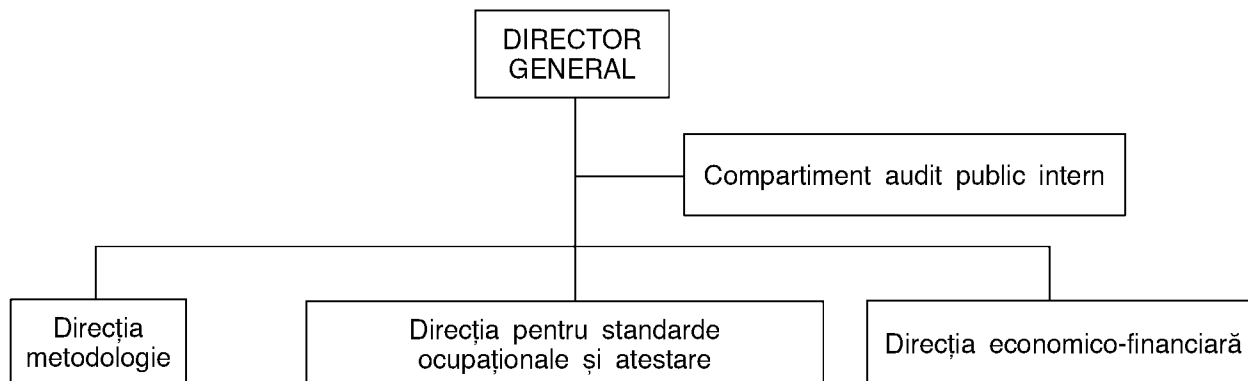 DIRECTOR
GENERAL
Compartiment audit public intern
Direcția
metodologie
Direcția pentru standarde
ocupaționale și atestare
Direcția economico-financiară